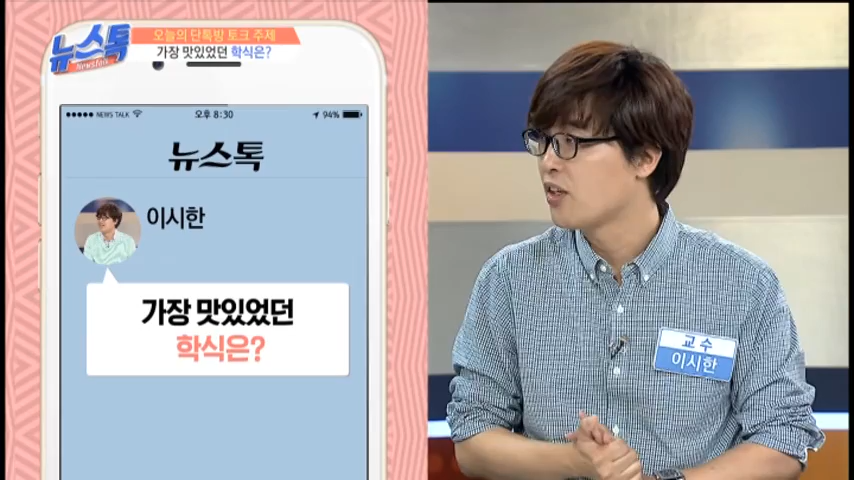 뉴스톡
Newstalk
오늘의 단톡방 토크 주제
가장 맛있었던 학식은?
NEWS TALK
오후 8:30
94%
뉴스톡
이시한
가장 맛있었던
학식은?
교수
이시한